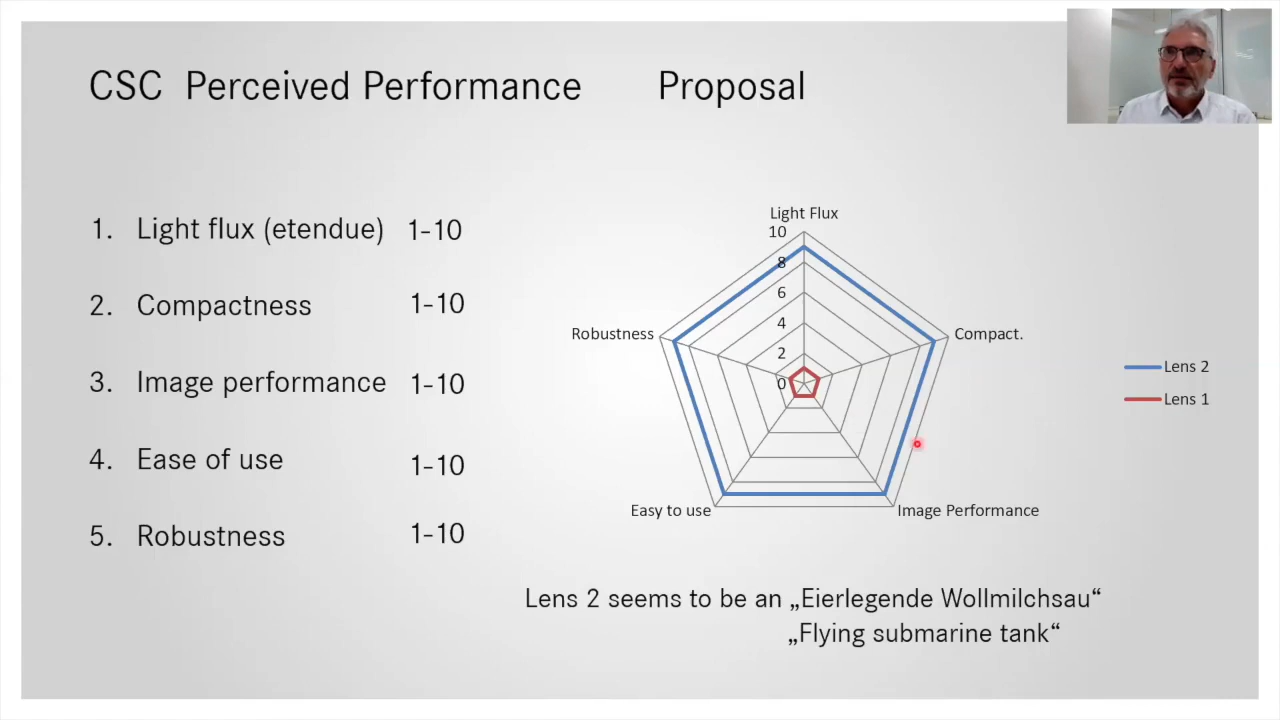 CSC Perceived Performance Proposal
1. Light flux (etendue) 1-10
2. Compactness 1-10
3. Image performance 1-10
4. Ease of use 1-10
5. Robustness 1-10
Light Flux
10
8
6
4
2
0
Robustness
Compact.
Easy to use
Image Performance
Lens 2
Lens 1
Lens 2 seems to be an „Eierlegende Wollmilchsau“
„Flying submarine tank“